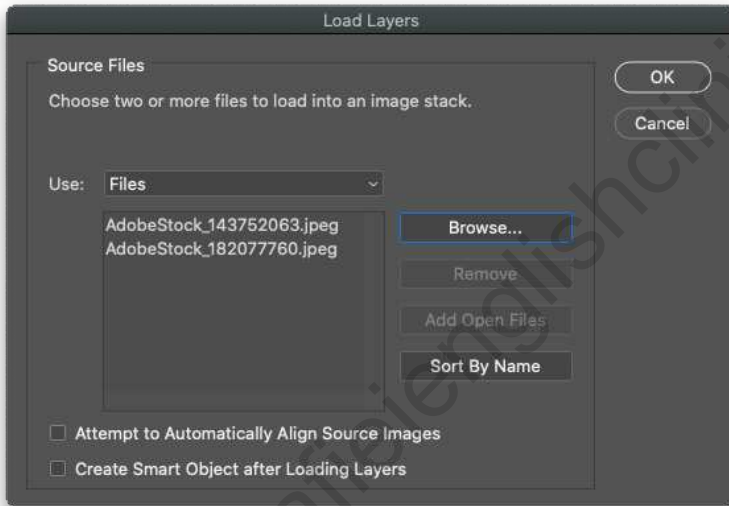 Load Layers
Source Files
OK
Choose two or more files to load into an image stack.
Cancel
Use: Files
AdobeStock_143752063.jpeg
Browse...
AdobeStock_182077760.jpeg
Remove
Add Open Files
Sort By Name
Attempt to Automatically Align Source Images
Create Smart Object after Loading Layers